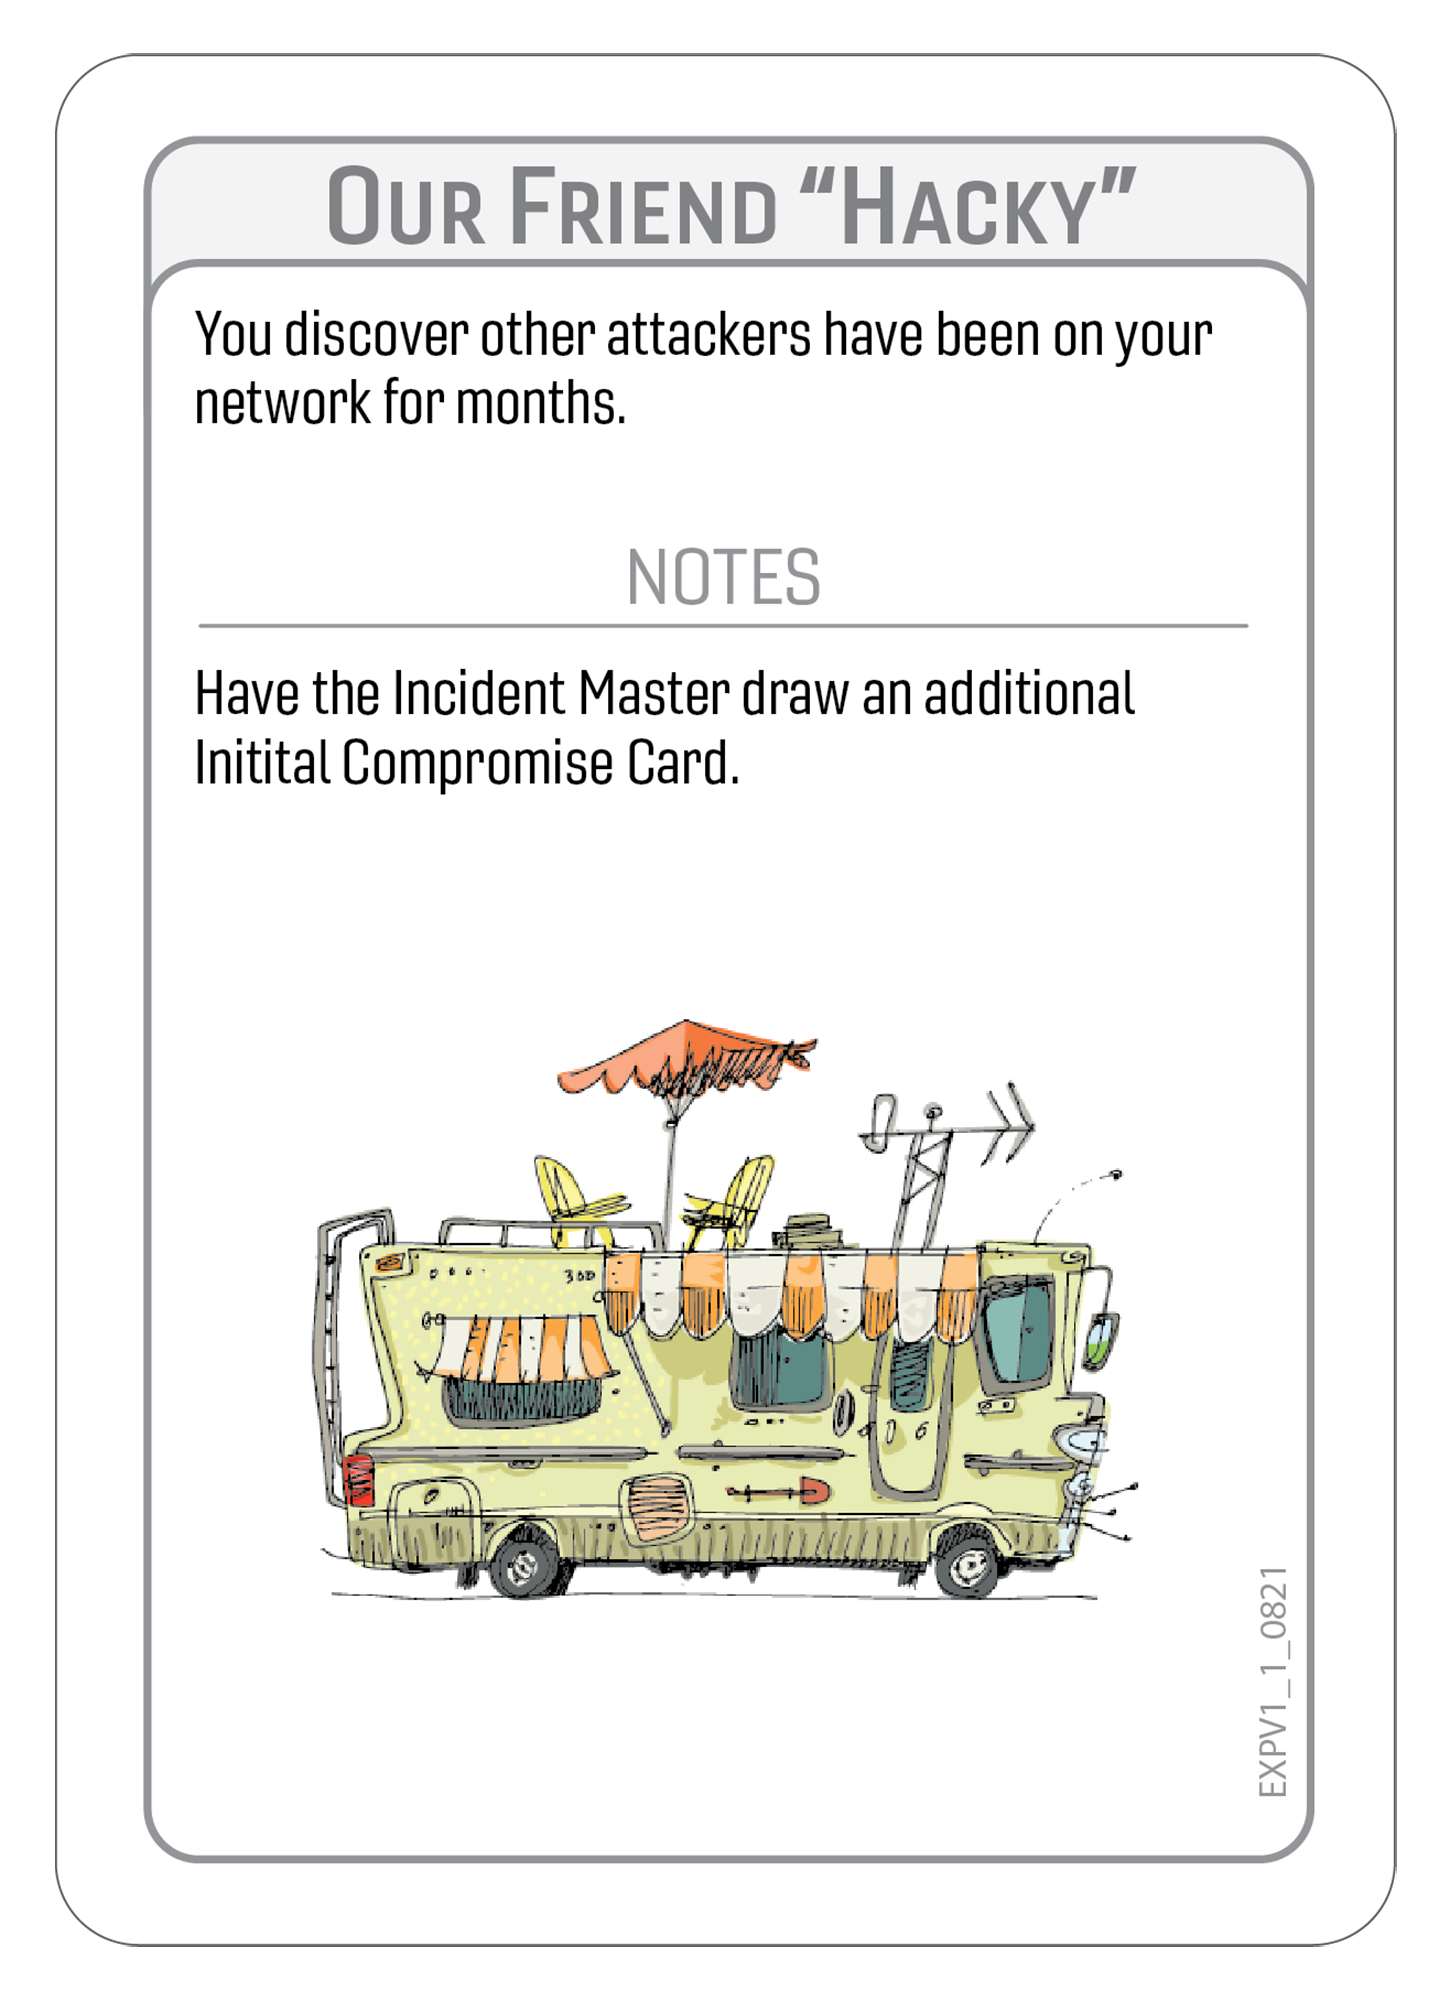 OUR FRIEND “HACKY”
You discover other attackers have been on your
network for months.
NOTES
Have the Incident Master draw an additional
Initital Compromise Card.
300
EXPV1_1_0821